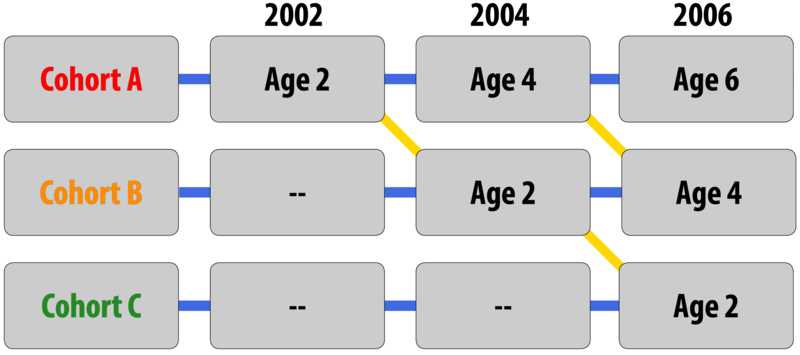 2002 2004 2006
Cohort A Age 2 Age 4 Age 6
Cohort B -- Age 2 Age 4
Cohort C -- -- Age 2